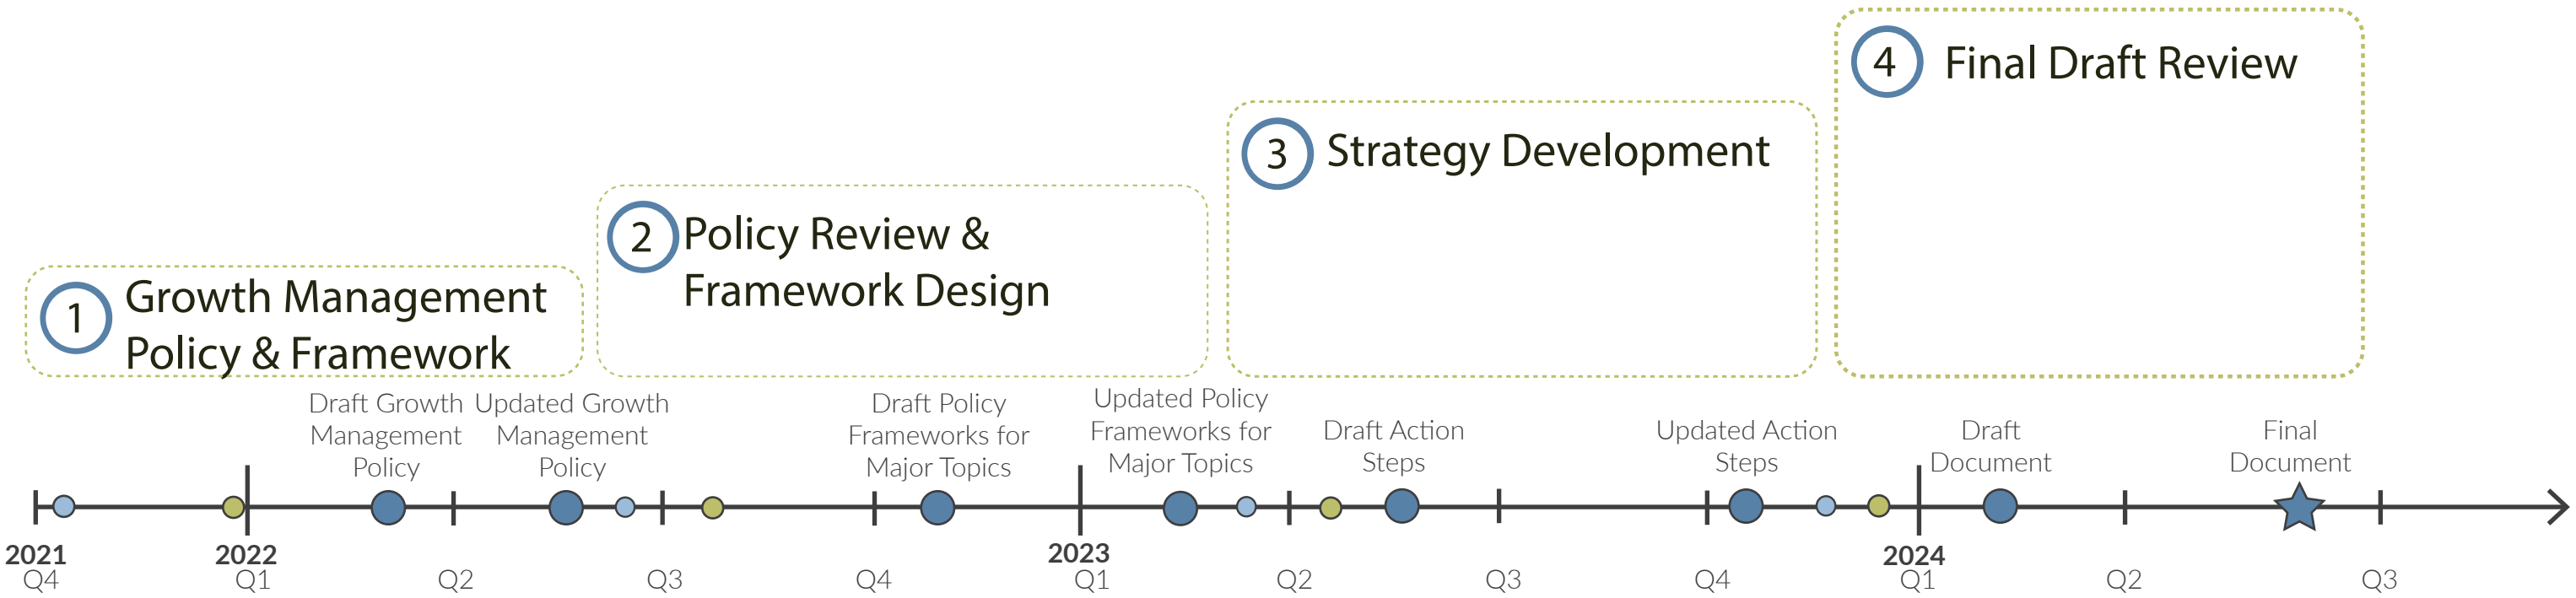 4
Final Draft Review
3
Strategy Development
2
Policy Review &
Framework Design
1
Growth Management
Policy & Framework
Draft Growth
Management
Policy
Updated Growth
Management
Policy
Draft Policy
Frameworks for
Major Topics
Updated Policy
Frameworks for
Major Topics
Draft Action
Steps
Updated Action
Steps
Draft
Document
Final
Document
2021
Q4
2022
Q1
Q2
Q3
Q4
2023
Q1
Q2
Q3
Q4
2024
Q1
Q2
Q3